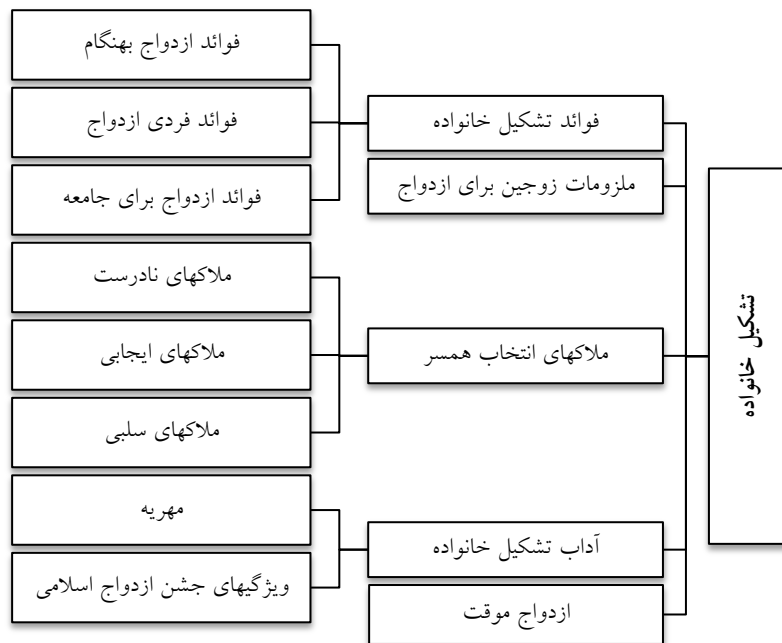 تشکیل خانواده
فوائد تشکیل خانواده
فوائد ازدواج بهنگام
فوائد فردی ازدواج
فوائد ازدواج برای جامعه
ملزومات زوجین برای ازدواج
ملاکهای انتخاب همسر
ملاکهای نادرست
ملاکهای ایجابی
ملاکهای سلبی
آداب تشکیل خانواده
مهریه
ویژگیهای جشن ازدواج اسلامی
ازدواج موقت